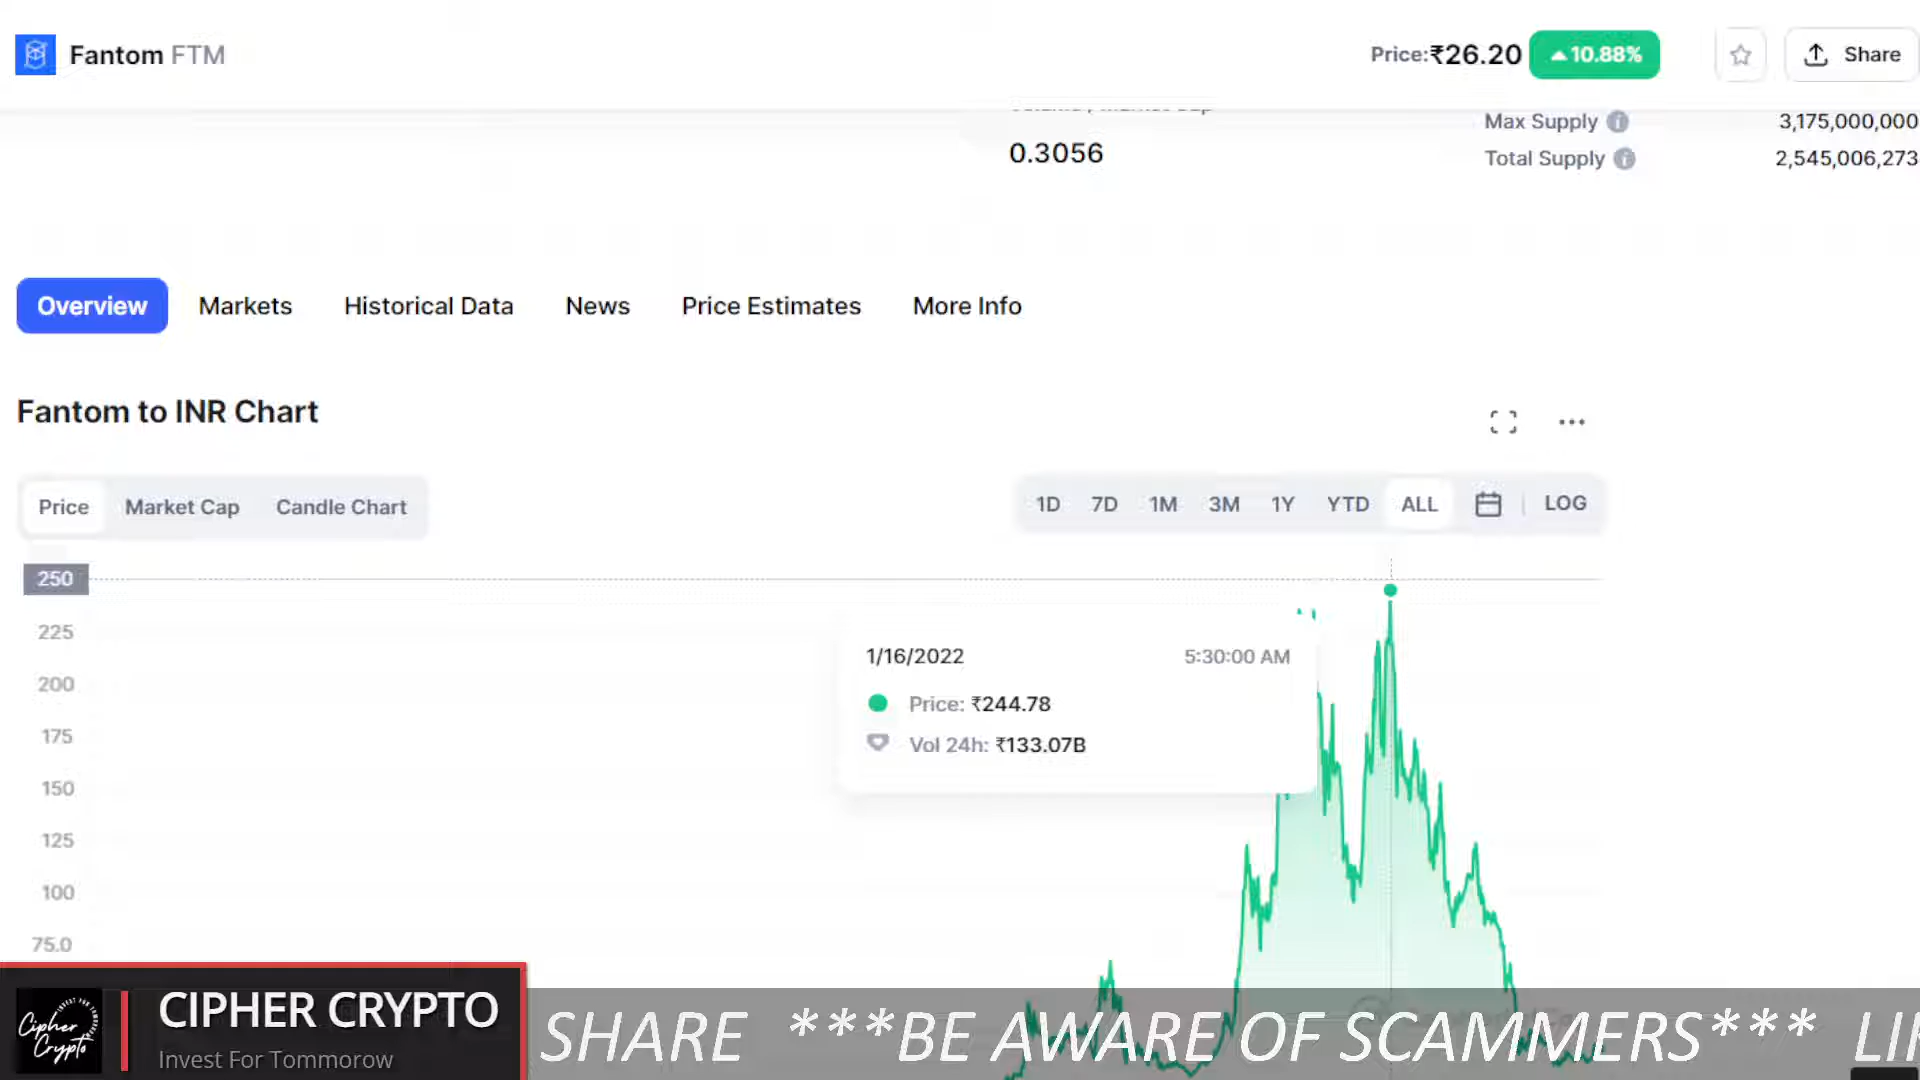 Fantom FTM
Price:₹26.20 10.88%
Share
Max Supply 3,175,000,000
0.3056
Total Supply 2,545,006,273
Overview Markets Historical Data News Price Estimates More Info
Fantom to INR Chart
Price Market Cap Candle Chart
1D 7D 1M 3M 1Y YTD ALL LOG
250
225
200
175
150
125
100
75.0
1/16/2022 5:30:00 AM
Price: ₹244.78
Vol 24h: ₹133.07B
Cipher Crypto
CIPHER CRYPTO
Invest For Tommorow
SHARE ***BE AWARE OF SCAMMERS***